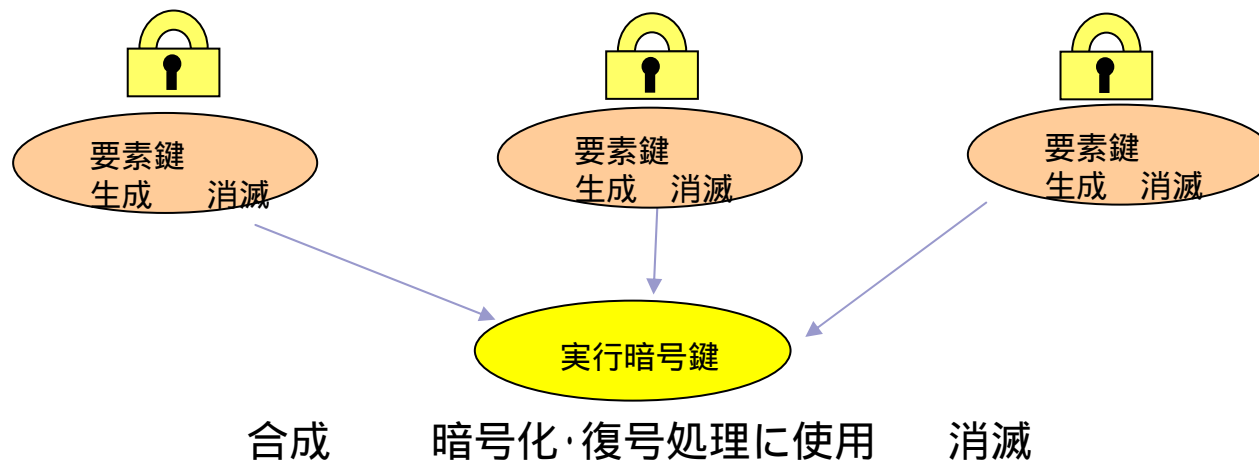 要素鍵
生成　　消滅
要素鍵
生成　消滅
要素鍵
生成　消滅
実行暗号鍵
合成　　暗号化・復号処理に使用　　消滅